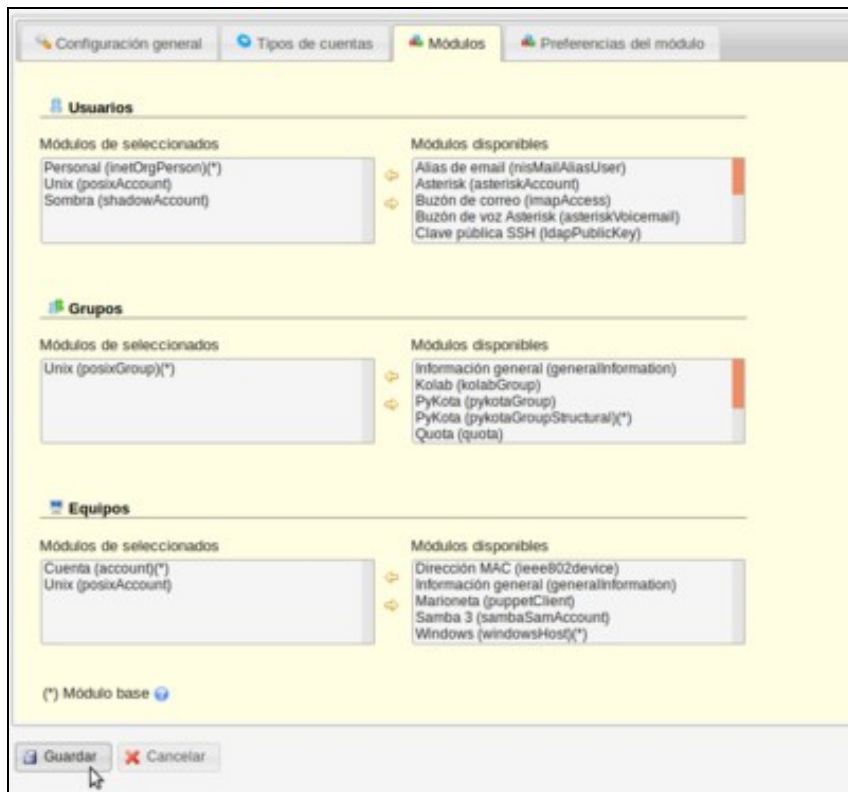 Configuración general Tipos de cuentas Módulos Preferencias del módulo
Usuarios
Módulos de seleccionado Módulos disponibles
Personal (inetOrgPerson)(*)
Unix (posixAccount)
Sombra (shadowAccount)
Alias de email (nisMailAliasUser)
Asterisk (asteriskAccount)
Buzón de correo (imapAccess)
Buzón de voz Asterisk (asteriskVoicemail)
Clave pública SSH (ldapPublicKey)
Grupos
Módulos de seleccionado Módulos disponibles
Unix (posixGroup)(*)
Información general (generalInformation)
Kolab (kolabGroup)
PyKota (pykotaGroup)
PyKota (pykotaGroupStructural)(*)
Quota (quota)
Equipos
Módulos de seleccionado Módulos disponibles
Cuenta (account)(*)
Unix (posixAccount)
Dirección MAC (ieee802device)
Información general (generalInformation)
Marioneta (puppetClient)
Samba 3 (sambaSamAccount)
Windows (windowsHost)(*)
(*) Módulo base
Guardar Cancelar